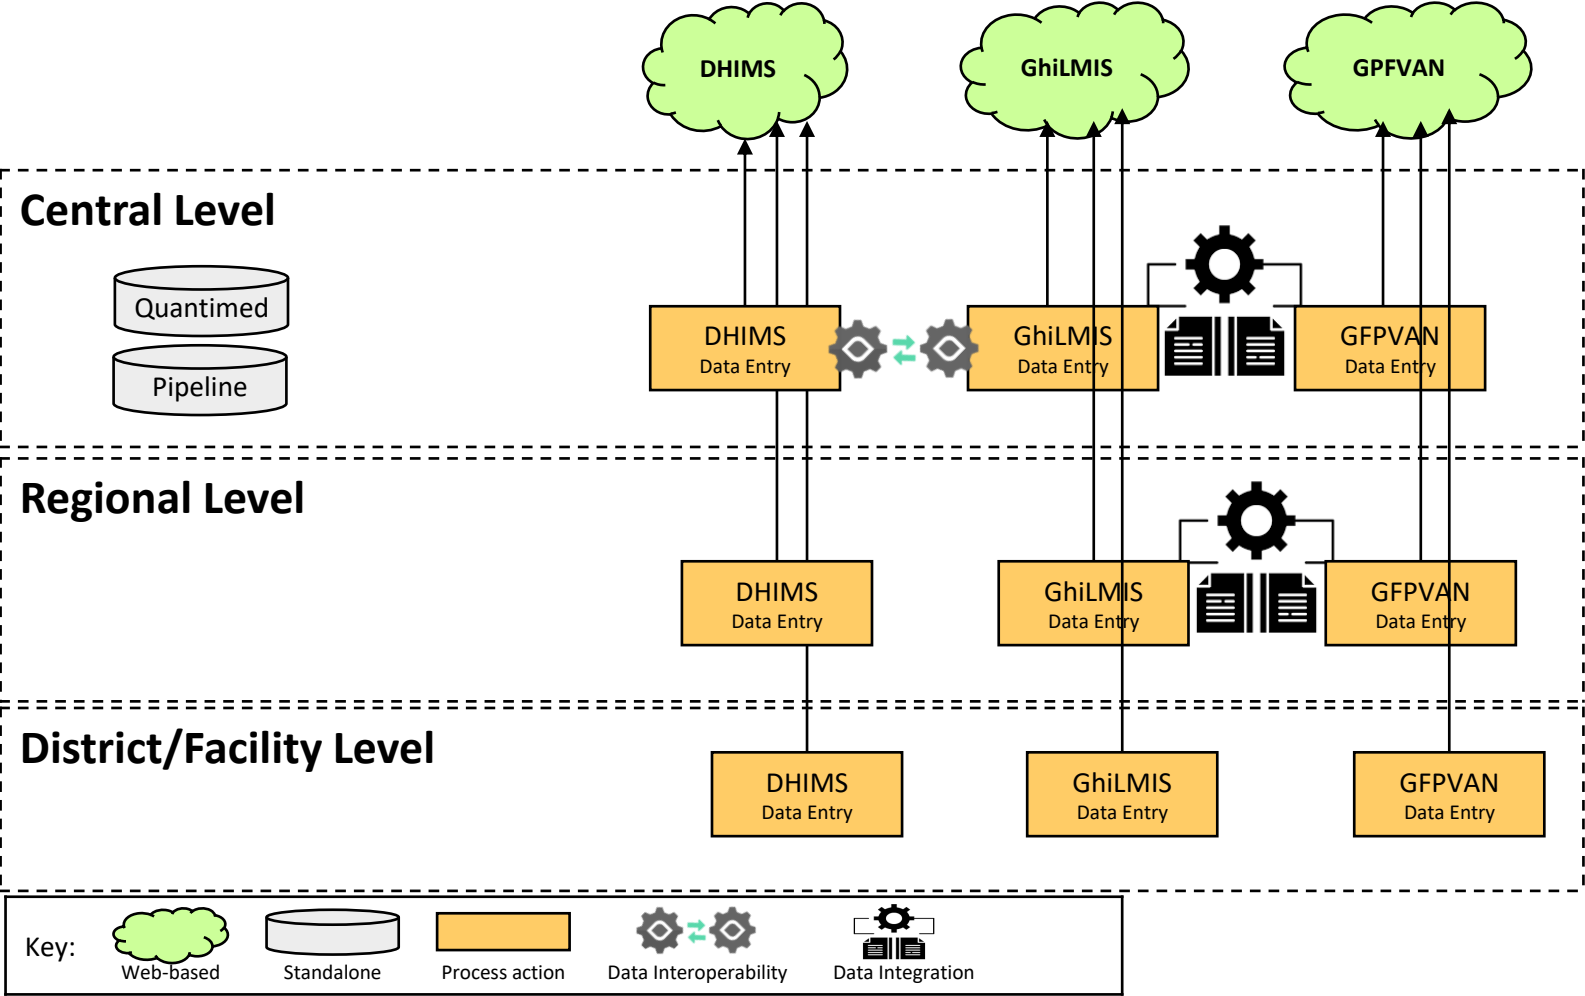 DHIMS
GhiLMIS
GPFVAN
Central Level
Quantimed
Pipeline
DHIMS
Data Entry
GhiLMIS
Data Entry
GFPVAN
Data Entry
Regional Level
DHIMS
Data Entry
GhiLMIS
Data Entry
GFPVAN
Data Entry
District/Facility Level
DHIMS
Data Entry
GhiLMIS
Data Entry
GFPVAN
Data Entry
Key:
Web-based
Standalone
Process action
Data Interoperability
Data Integration